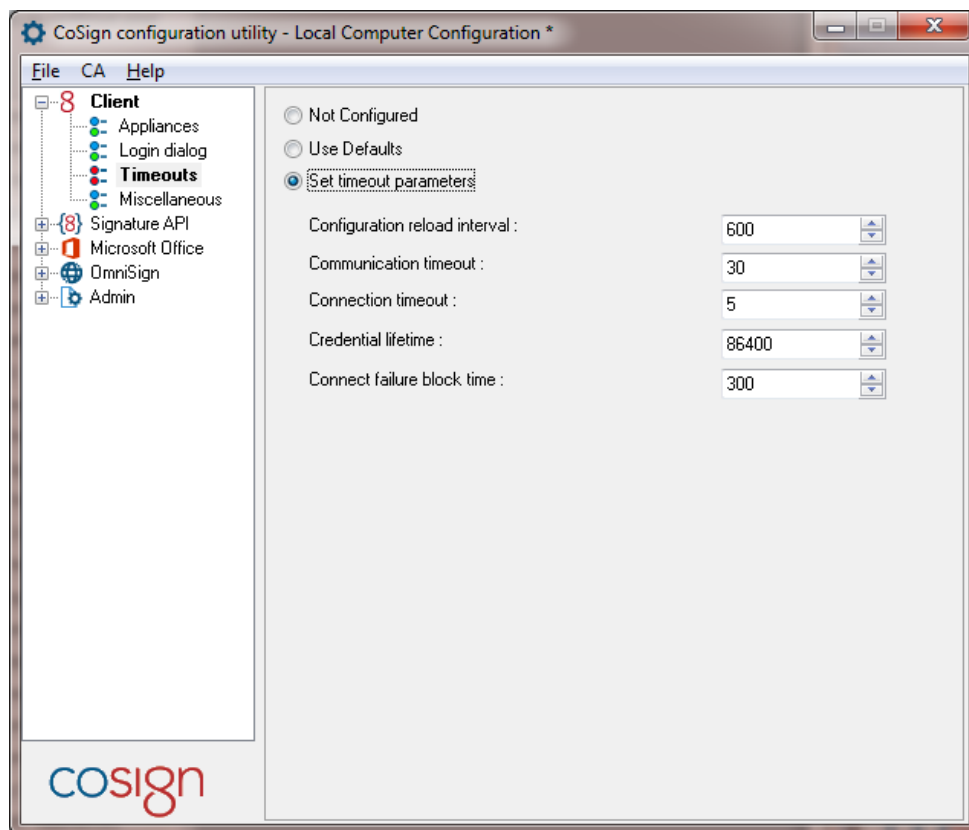 CoSign configuration utility - Local Computer Configuration *
File CA Help
Client
Appliances
Login dialog
Timeouts
Miscellaneous
Signature API
Microsoft Office
OmniSign
Admin
Not Configured
Use Defaults
Set timeout parameters
Configuration reload interval : 600
Communication timeout : 30
Connection timeout : 5
Credential lifetime : 86400
Connect failure block time : 300
cosign